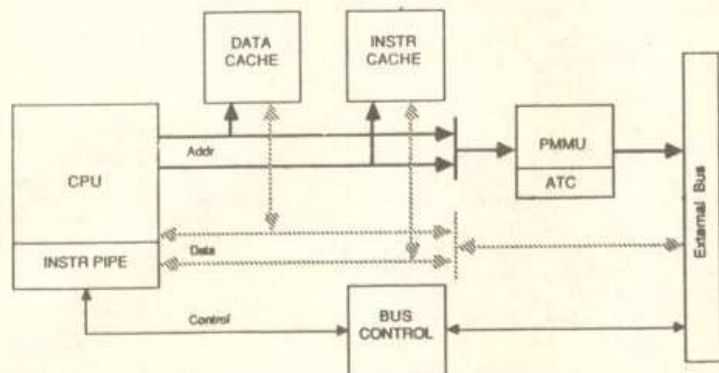 DATA
CACHE
INSTR
CACHE
Addr
CPU
PMMU
ATC
External Bus
INSTR PIPE
Data
Control
BUS
CONTROL